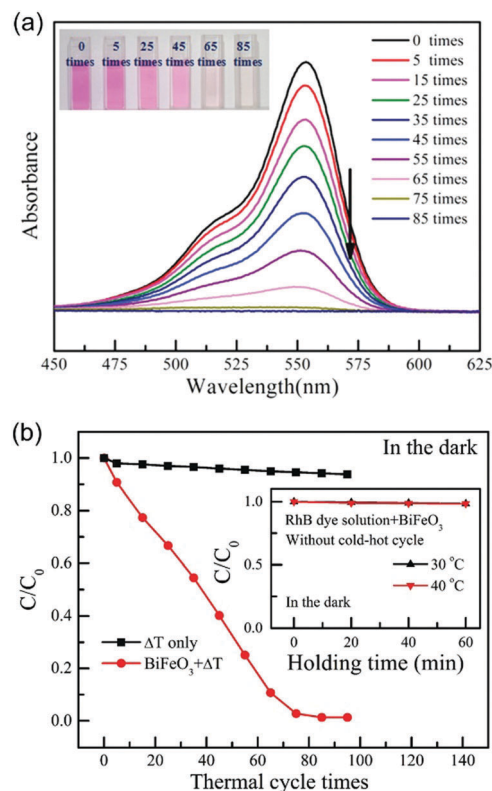 (a)
0 5 25 45 65 85
times times times times times times
0 times
5 times
15 times
25 times
35 times
45 times
55 times
65 times
75 times
85 times
Absorbance
450 475 500 525 550 575 600 625
Wavelength(nm)
(b)
In the dark
1.0
0.8
0.6
0.4
0.2
0.0
C/C₀
ΔT only
BiFeO₃+ΔT
1.0
0.5
0.0
C/C₀
RhB dye solution+BiFeO₃
Without cold-hot cycle
30 °C
40 °C
In the dark
0 20 40 60
Holding time (min)
0 20 40 60 80 100 120 140
Thermal cycle times